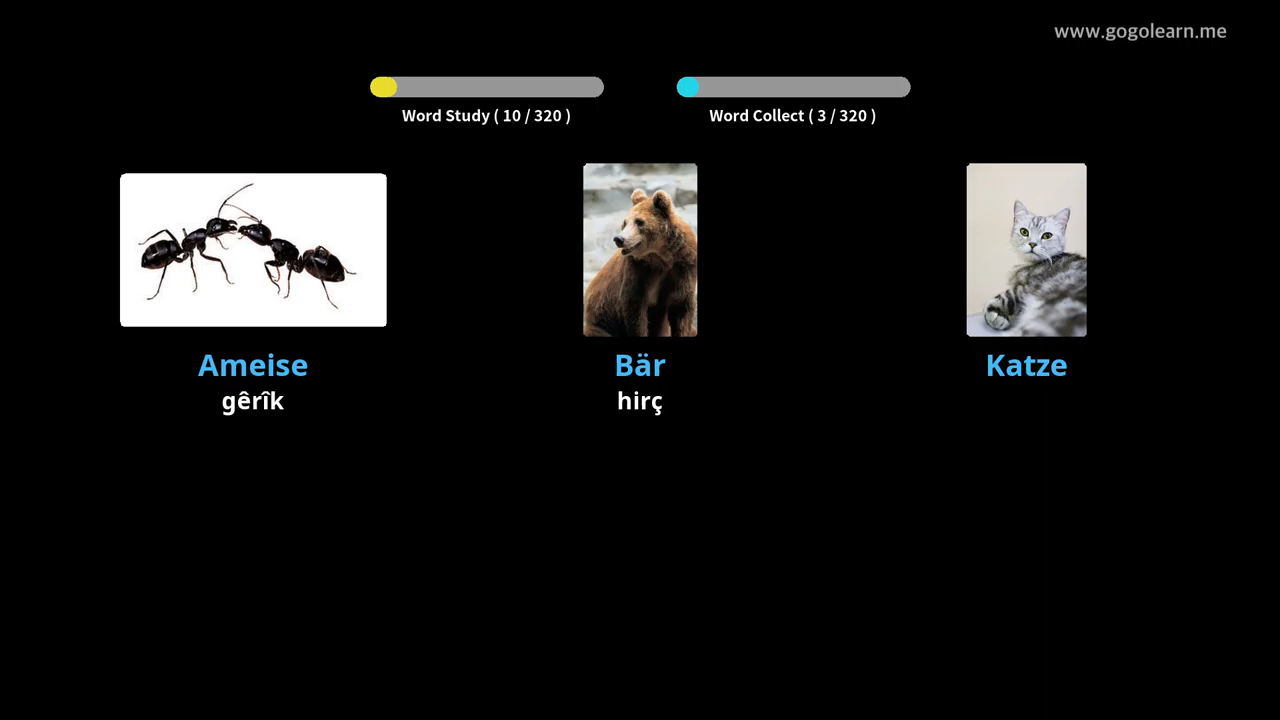 www.gogolearn.me
Word Study ( 10 / 320 )
Word Collect ( 3 / 320 )
Ameise
gêrîk
Bär
hirç
Katze